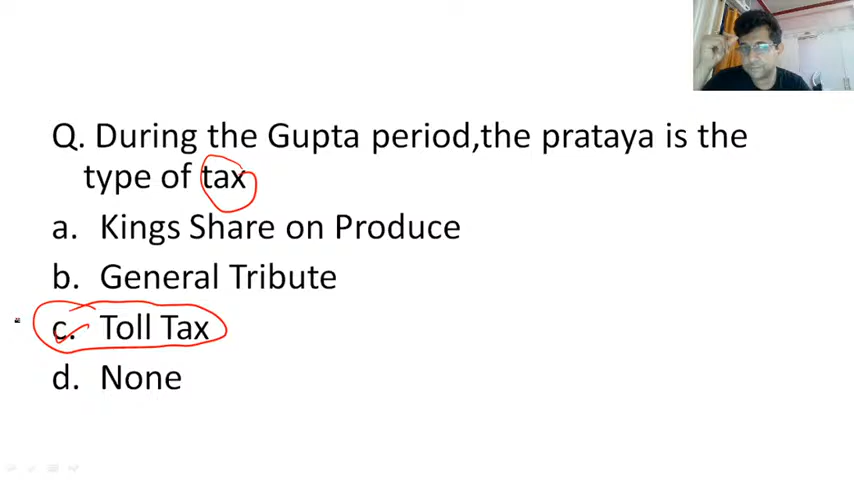 Q. During the Gupta period,the prataya is the
type of tax
a. Kings Share on Produce
b. General Tribute
c. Toll Tax
d. None